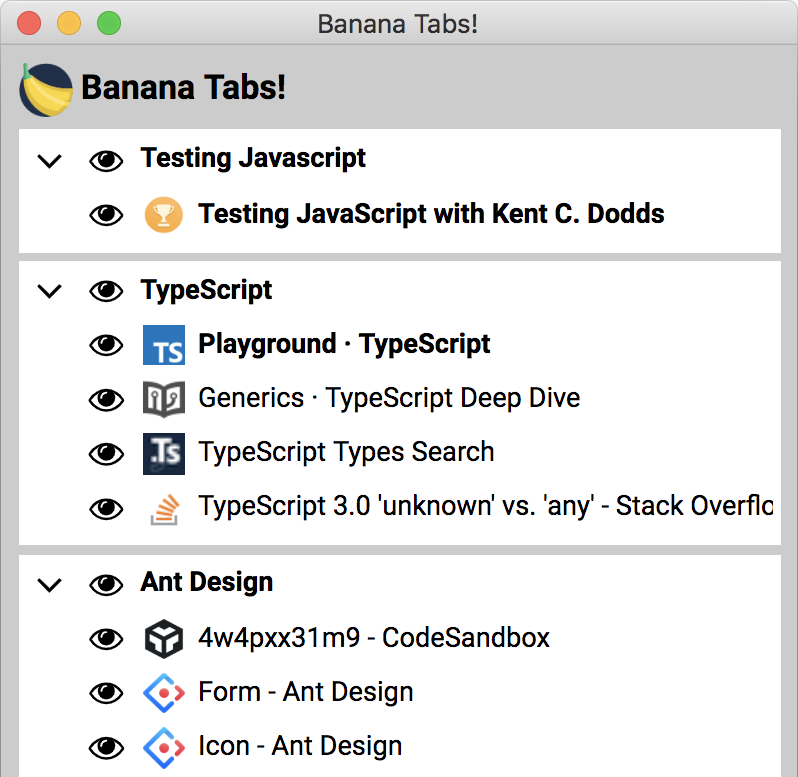 Banana Tabs!
Banana Tabs!
Testing Javascript
Testing JavaScript with Kent C. Dodds
TypeScript
TS Playground · TypeScript
Generics · TypeScript Deep Dive
.Ts TypeScript Types Search
TypeScript 3.0 'unknown' vs. 'any' - Stack Overflo
Ant Design
4w4pxx31m9 - CodeSandbox
Form - Ant Design
Icon - Ant Design